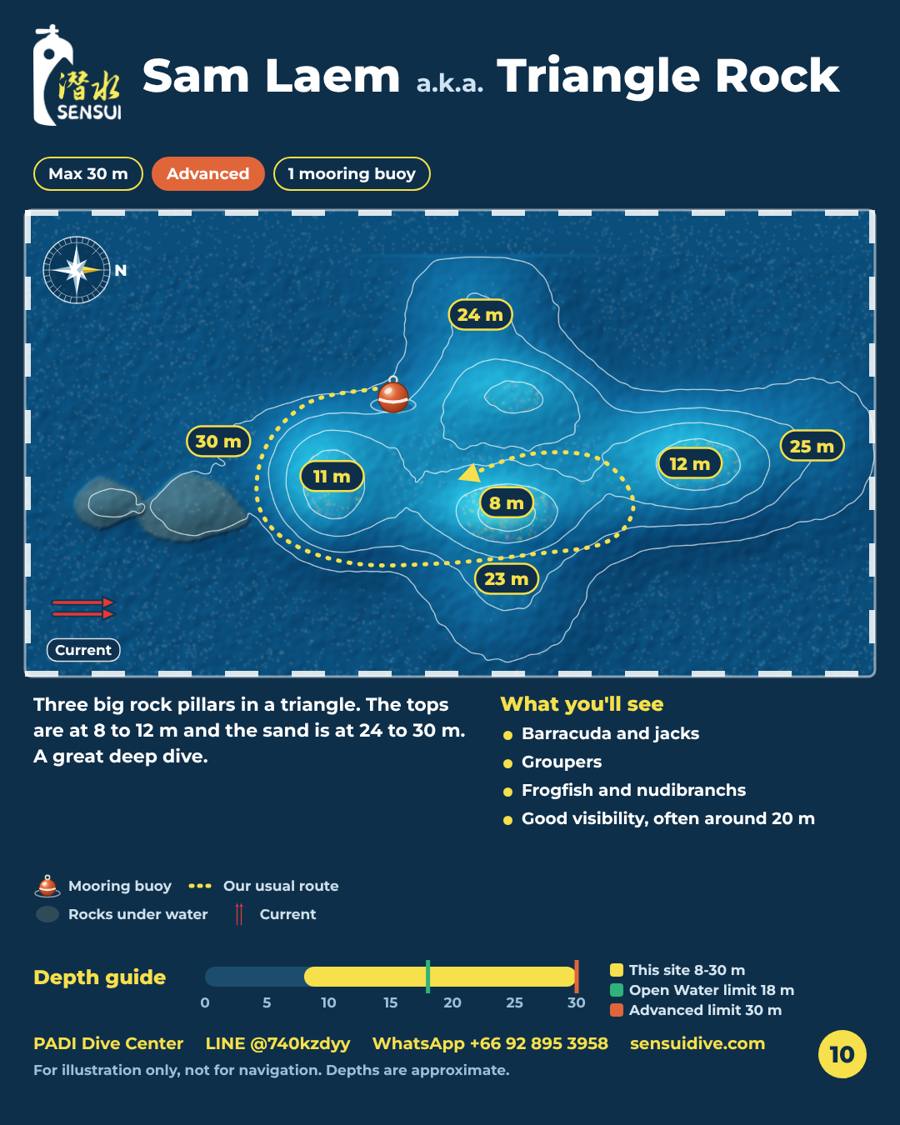 潜水
SENSUI
Sam Laem a.k.a. Triangle Rock
Max 30 m
Advanced
1 mooring buoy
N
24 m
30 m
25 m
11 m
12 m
8 m
23 m
Current
Three big rock pillars in a triangle. The tops
are at 8 to 12 m and the sand is at 24 to 30 m.
A great deep dive.
What you'll see
Barracuda and jacks
Groupers
Frogfish and nudibranchs
Good visibility, often around 20 m
Mooring buoy
Our usual route
Rocks under water
Current
Depth guide
0 5 10 15 20 25 30
This site 8-30 m
Open Water limit 18 m
Advanced limit 30 m
PADI Dive Center LINE @740kzdyy WhatsApp +66 92 895 3958 sensuidive.com
For illustration only, not for navigation. Depths are approximate.
10